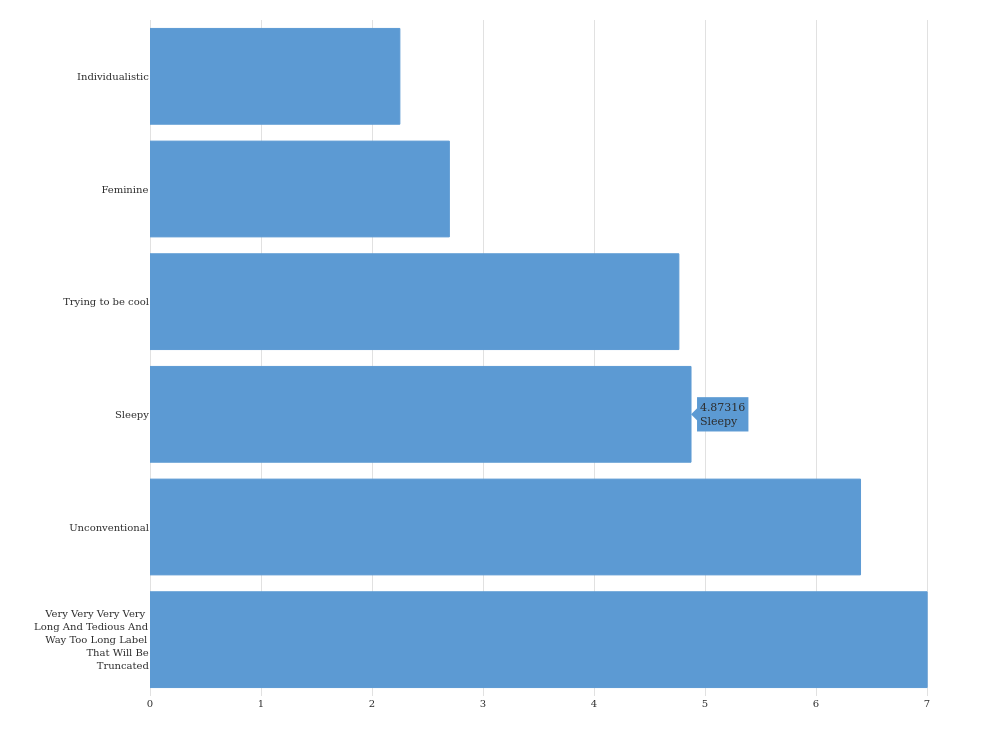 Individualistic
Feminine
Trying to be cool
Sleepy
4.87316
Sleepy
Unconventional
Very Very Very Very
Long And Tedious And
Way Too Long Label
That Will Be
Truncated
0 1 2 3 4 5 6 7